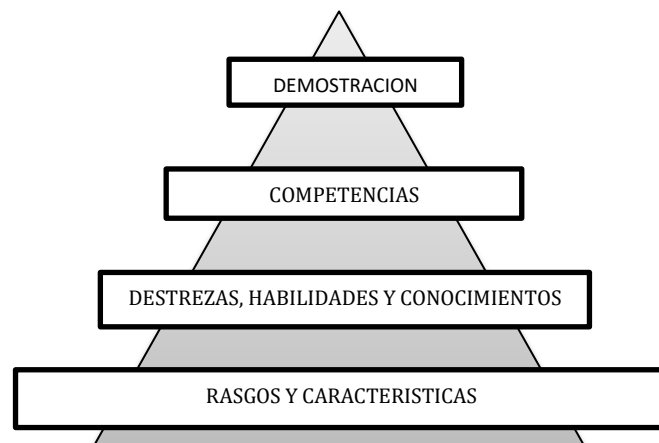 DEMOSTRACION
COMPETENCIAS
DESTREZAS, HABILIDADES Y CONOCIMIENTOS
RASGOS Y CARACTERISTICAS